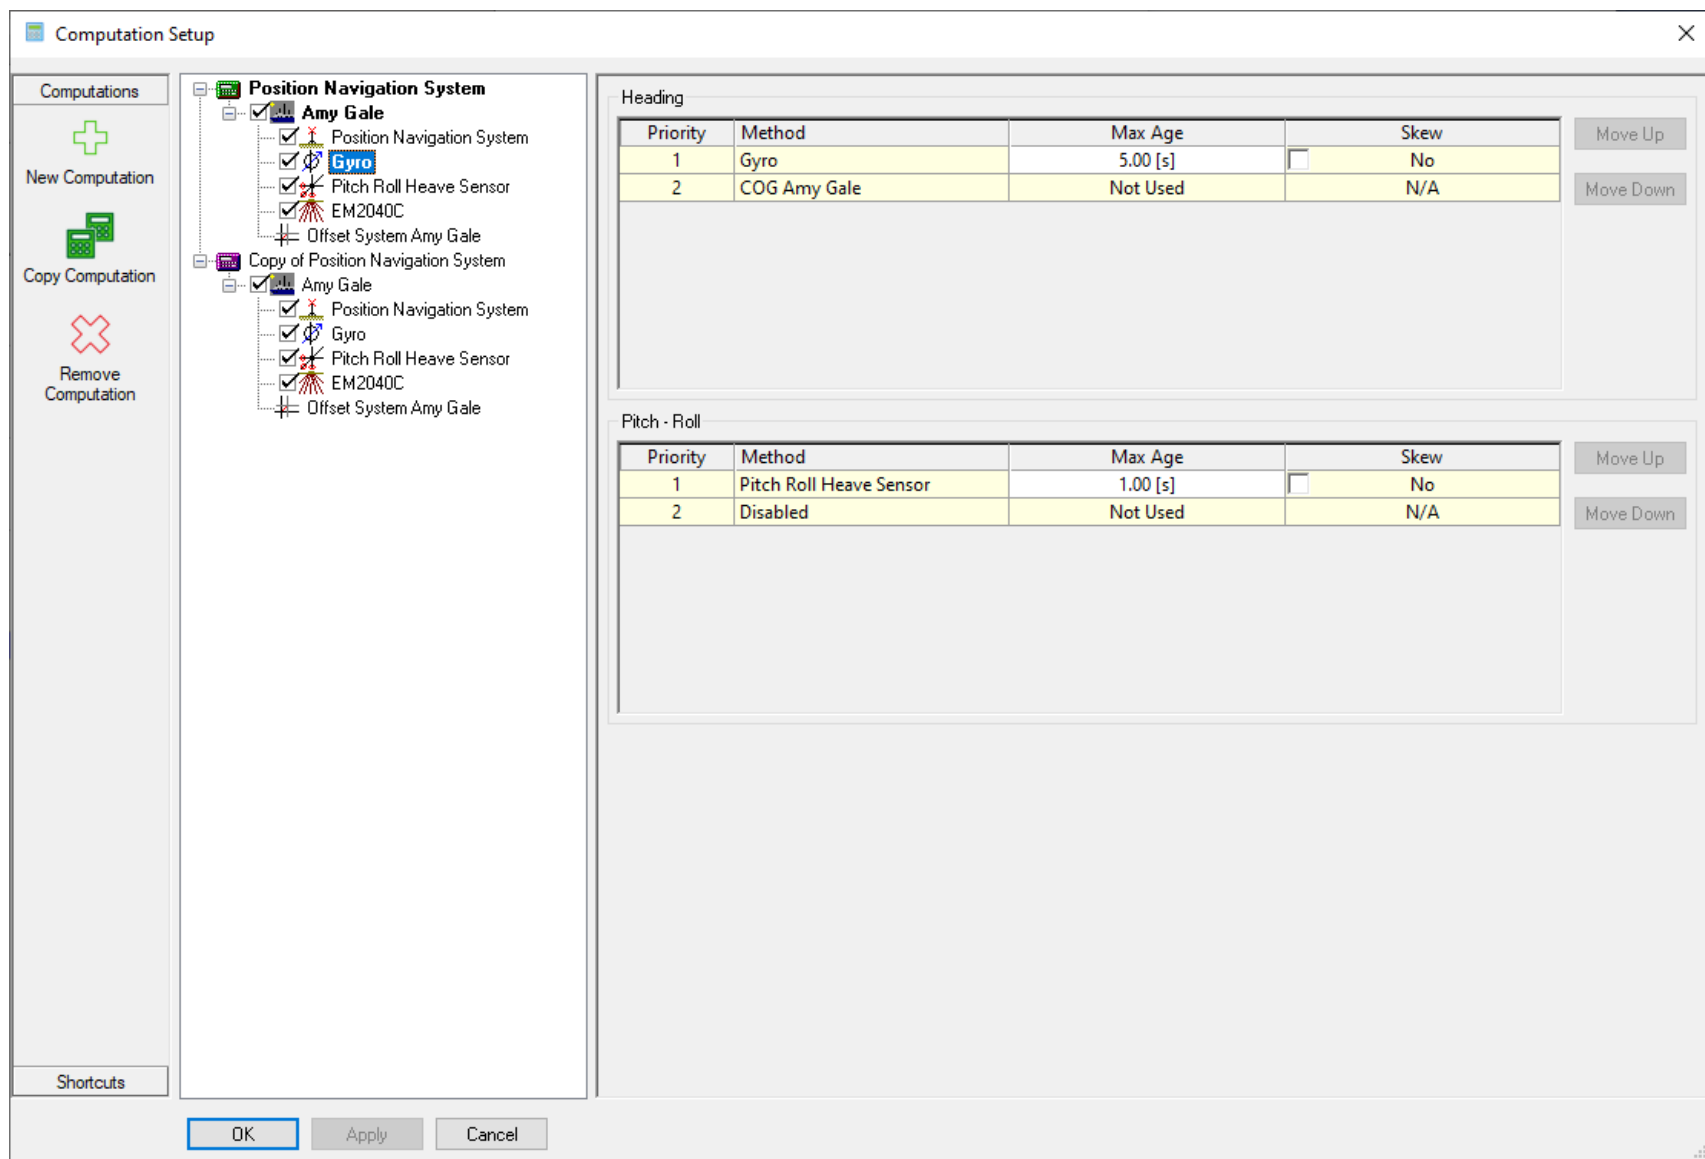 Computation Setup
Computations
New Computation
Copy Computation
Remove
Computation
Shortcuts
Position Navigation System
Amy Gale
Position Navigation System
Gyro
Pitch Roll Heave Sensor
EM2040C
Offset System Amy Gale
Copy of Position Navigation System
Amy Gale
Position Navigation System
Gyro
Pitch Roll Heave Sensor
EM2040C
Offset System Amy Gale
Heading
Priority Method Max Age Skew
1 Gyro 5.00 [s] No
2 COG Amy Gale Not Used N/A
Move Up
Move Down
Pitch - Roll
Priority Method Max Age Skew
1 Pitch Roll Heave Sensor 1.00 [s] No
2 Disabled Not Used N/A
Move Up
Move Down
OK Apply Cancel